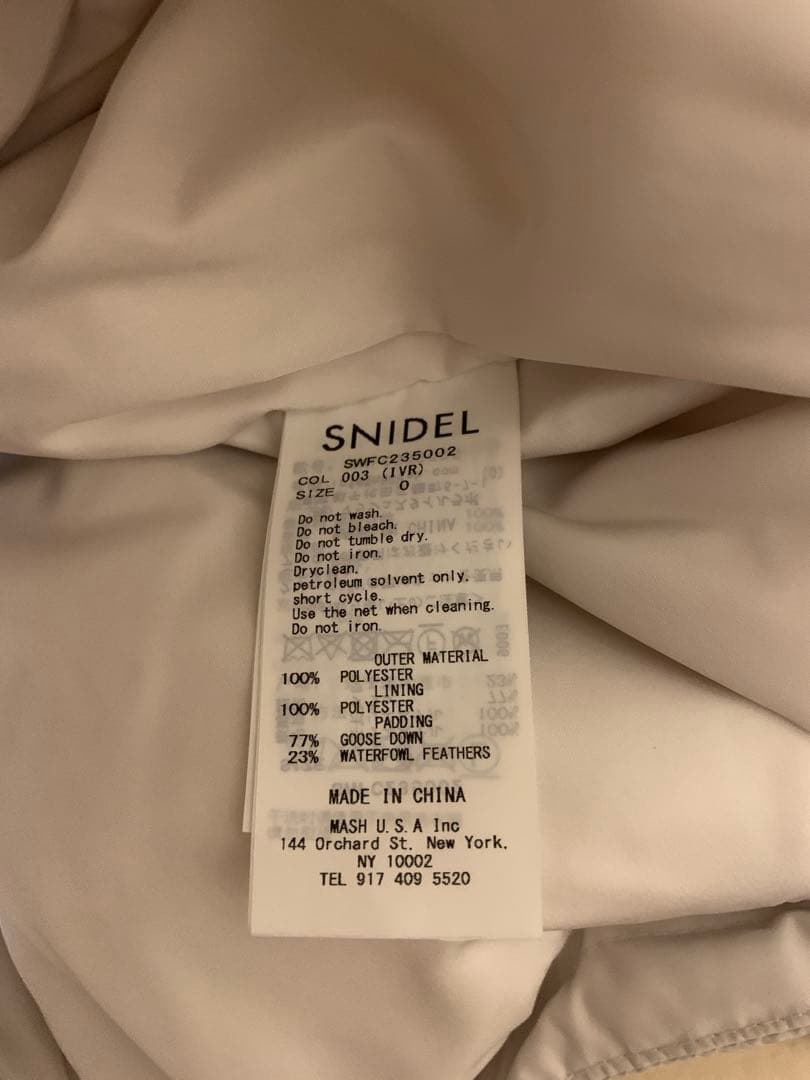 SNIDEL
SWFC235002
COL 003 (IVR)
SIZE 0
Do not wash.
Do not bleach.
Do not tumble dry.
Do not iron.
Dryclean.
petroleum solvent only.
short cycle.
Use the net when cleaning.
Do not iron.
OUTER MATERIAL
100% POLYESTER
LINING
100% POLYESTER
PADDING
77% GOOSE DOWN
23% WATERFOWL FEATHERS
MADE IN CHINA
MASH U.S.A Inc
144 Orchard St. New York.
NY 10002
TEL 917 409 5520